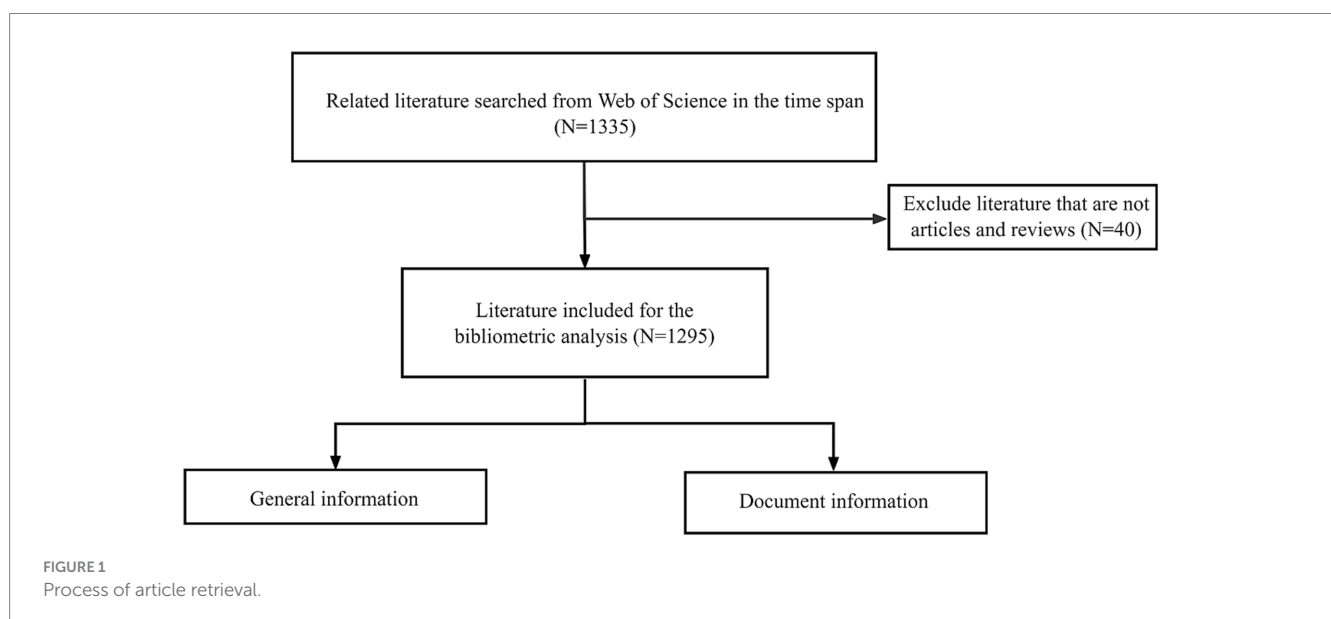 Related literature searched from Web of Science in the time span
(N=1335)
Exclude literature that are not
articles and reviews (N=40)
Literature included for the
bibliometric analysis (N=1295)
General information
Document information
FIGURE 1
Process of article retrieval.